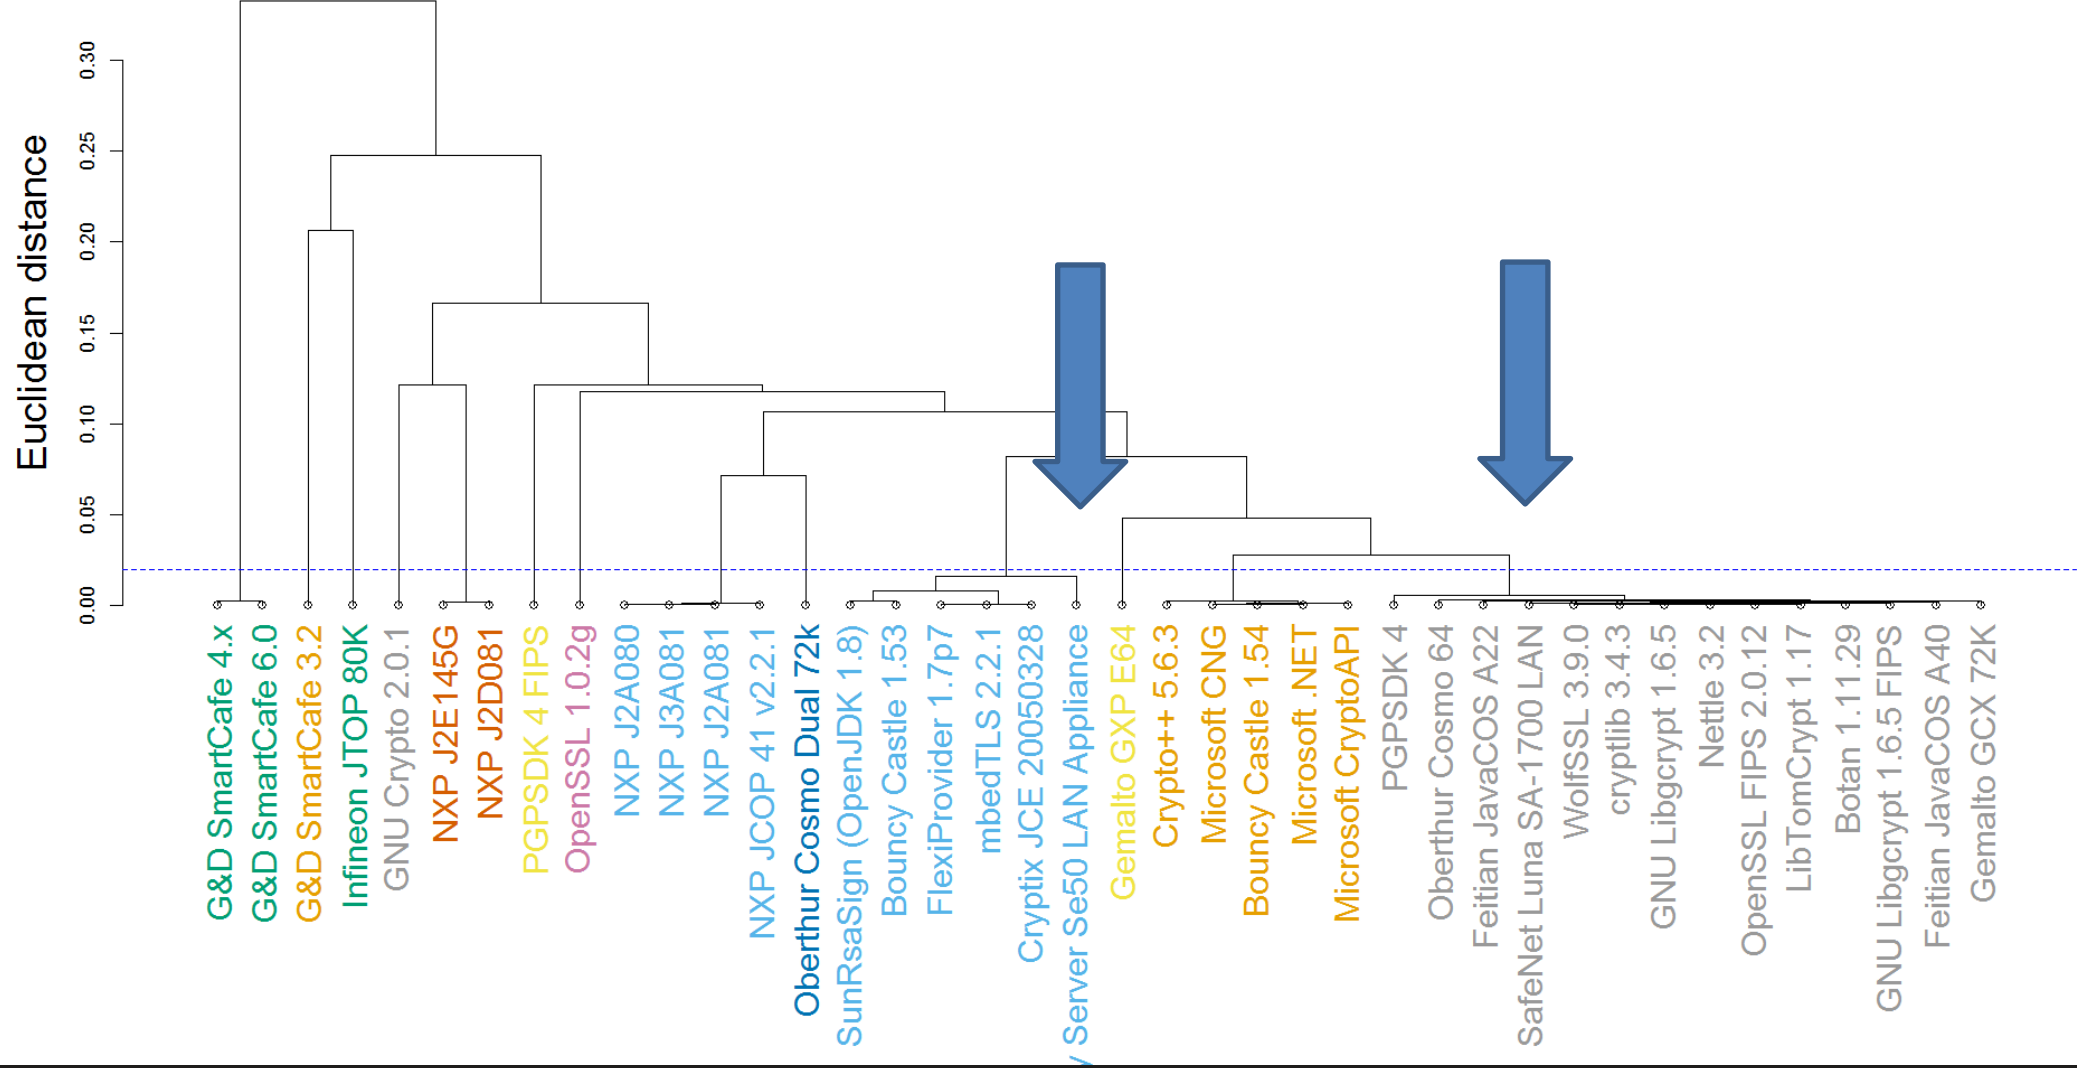 Euclidean distance
0.30
0.25
0.20
0.15
0.10
0.05
0.00
G&D SmartCafe 4.x
G&D SmartCafe 6.0
G&D SmartCafe 3.2
Infineon JTOP 80K
GNU Crypto 2.0.1
NXP J2E145G
NXP J2D081
PGPSDK 4 FIPS
OpenSSL 1.0.2g
NXP J2A080
NXP J3A081
NXP J2A081
NXP JCOP 41 v2.2.1
Oberthur Cosmo Dual 72k
SunRsaSign (OpenJDK 1.8)
Bouncy Castle 1.53
FlexiProvider 1.7p7
mbedTLS 2.2.1
Cryptix JCE 20050328
y Server Se50 LAN Appliance
Gemalto GXP E64
Crypto++ 5.6.3
Microsoft CNG
Bouncy Castle 1.54
Microsoft .NET
Microsoft CryptoAPI
PGPSDK 4
Oberthur Cosmo 64
Feitian JavaCOS A22
SafeNet Luna SA-1700 LAN
WolfSSL 3.9.0
cryptlib 3.4.3
GNU Libgcrypt 1.6.5
Nettle 3.2
OpenSSL FIPS 2.0.12
LibTomCrypt 1.17
Botan 1.11.29
GNU Libgcrypt 1.6.5 FIPS
Feitian JavaCOS A40
Gemalto GCX 72K